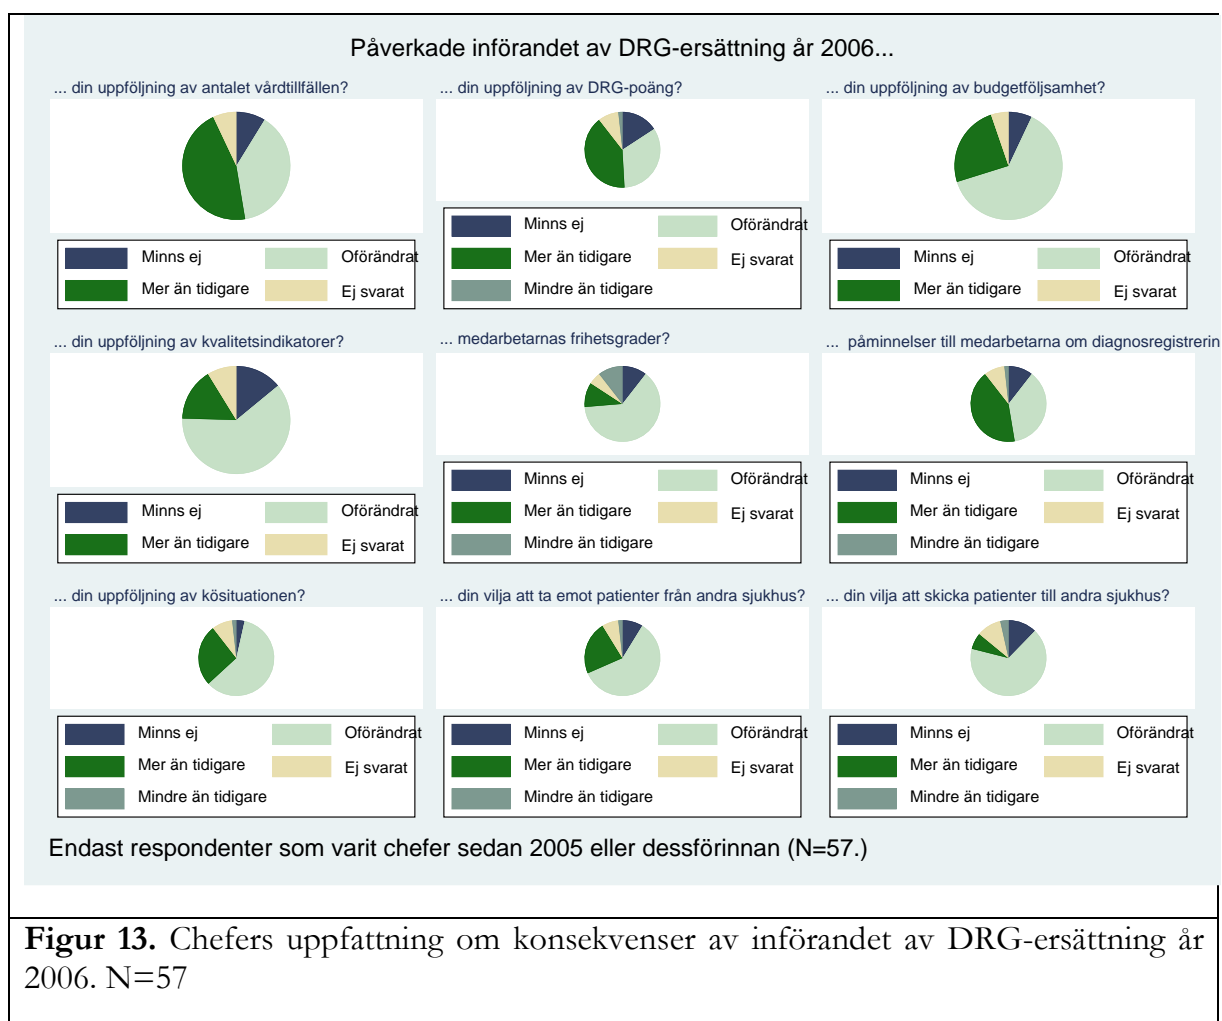 Påverkade införandet av DRG-ersättning år 2006...
... din uppföljning av antalet vårdtillfällen?
... din uppföljning av DRG-poäng?
... din uppföljning av budgetföljsamhet?
Minns ej
Oförändrat
Mer än tidigare
Ej svarat
Minns ej
Oförändrat
Mer än tidigare
Ej svarat
Mindre än tidigare
Minns ej
Oförändrat
Mer än tidigare
Ej svarat
... din uppföljning av kvalitetsindikatorer?
... medarbetarnas frihetsgrader?
... påminnelser till medarbetarna om diagnosregistrerin
Minns ej
Oförändrat
Mer än tidigare
Ej svarat
Minns ej
Oförändrat
Mer än tidigare
Ej svarat
Mindre än tidigare
Minns ej
Oförändrat
Mer än tidigare
Ej svarat
Mindre än tidigare
... din uppföljning av kösituationen?
... din vilja att ta emot patienter från andra sjukhus?
... din vilja att skicka patienter till andra sjukhus?
Minns ej
Oförändrat
Mer än tidigare
Ej svarat
Mindre än tidigare
Minns ej
Oförändrat
Mer än tidigare
Ej svarat
Mindre än tidigare
Minns ej
Oförändrat
Mer än tidigare
Ej svarat
Mindre än tidigare
Endast respondenter som varit chefer sedan 2005 eller dessförinnan (N=57.)
Figur 13. Chefers uppfattning om konsekvenser av införandet av DRG-ersättning år
2006. N=57